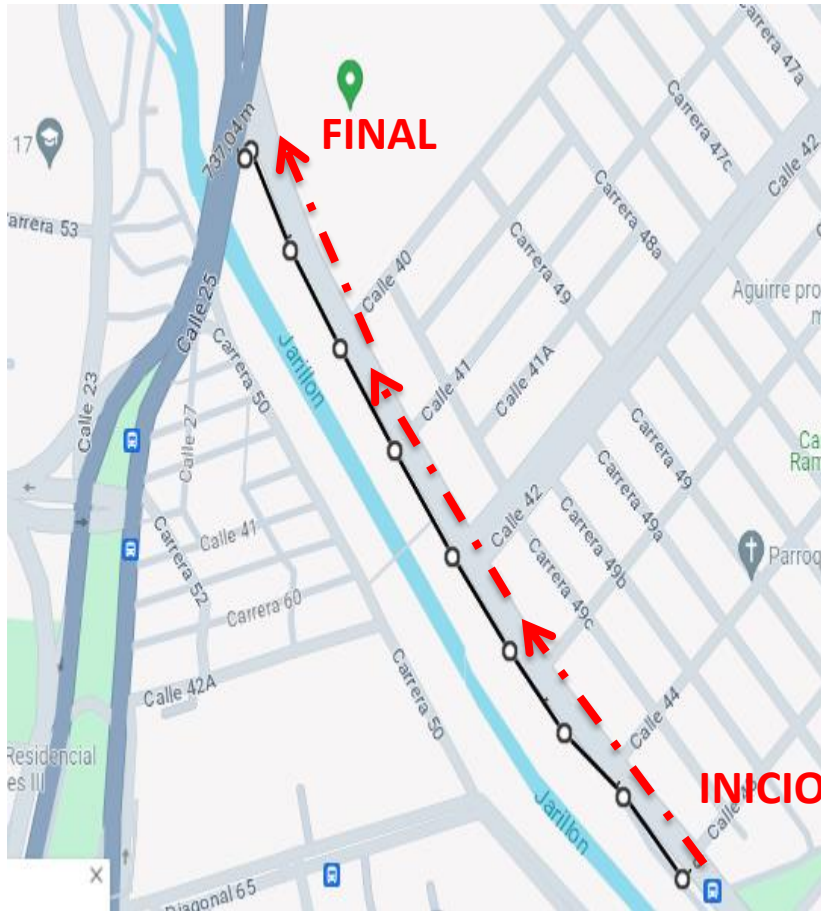 Carrera 47a
737.04 m
FINAL
17
Carrera 47c
Calle 42
Carrera 53
Carrera 48a
Calle 40
Carrera 49
Aguirre pro
m
Calle 25
Jarillon
Carrera 50
Calle 41
Calle 41A
Calle 23
Calle 27
Carrera 49
Ca
Ram
Carrera 49a
Calle 42
Carrera 49b
Calle 41
Carrera 52
Parroq
Carrera 60
Carrera 49c
Calle 42A
Carrera 50
Calle 44
Residencial
es III
INICIO
Jarillon
Diagonal 65